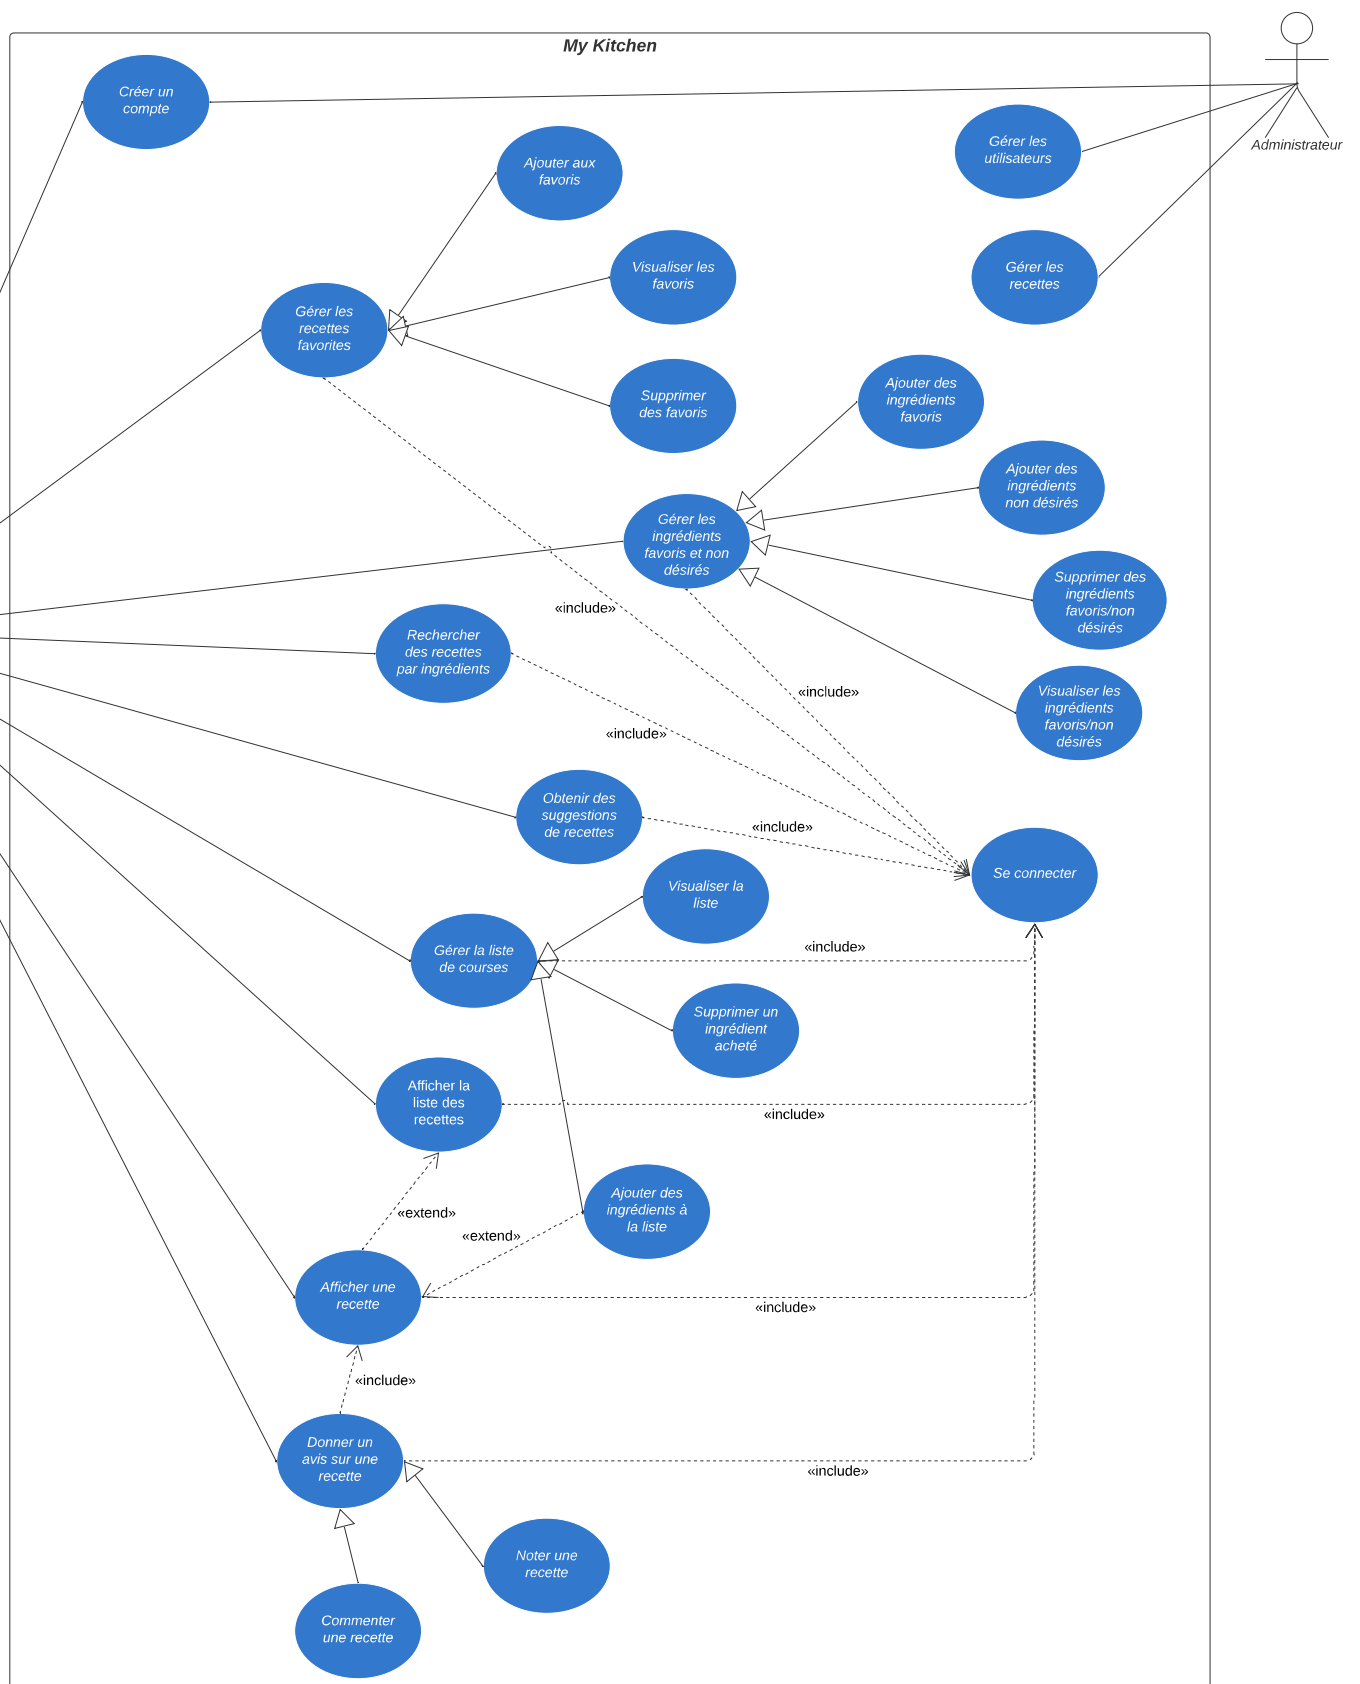 My Kitchen
Créer un
compte
Administrateur
Gérer les
utilisateurs
Ajouter aux
favoris
Visualiser les
favoris
Gérer les
recettes
Gérer les
recettes
favorites
Supprimer
des favoris
Ajouter des
ingrédients
favoris
Ajouter des
ingrédients
non désirés
Gérer les
ingrédients
favoris et non
désirés
Supprimer des
ingrédients
favoris/non
désirés
«include»
Rechercher
des recettes
par ingrédients
«include»
Visualiser les
ingrédients
favoris/non
désirés
«include»
Obtenir des
suggestions
de recettes
«include»
Se connecter
Visualiser la
liste
Gérer la liste
de courses
«include»
Supprimer un
ingrédient
acheté
Afficher la
liste des
recettes
«include»
Ajouter des
ingrédients à
la liste
«extend»
«extend»
Afficher une
recette
«include»
«include»
Donner un
avis sur une
recette
«include»
Noter une
recette
Commenter
une recette